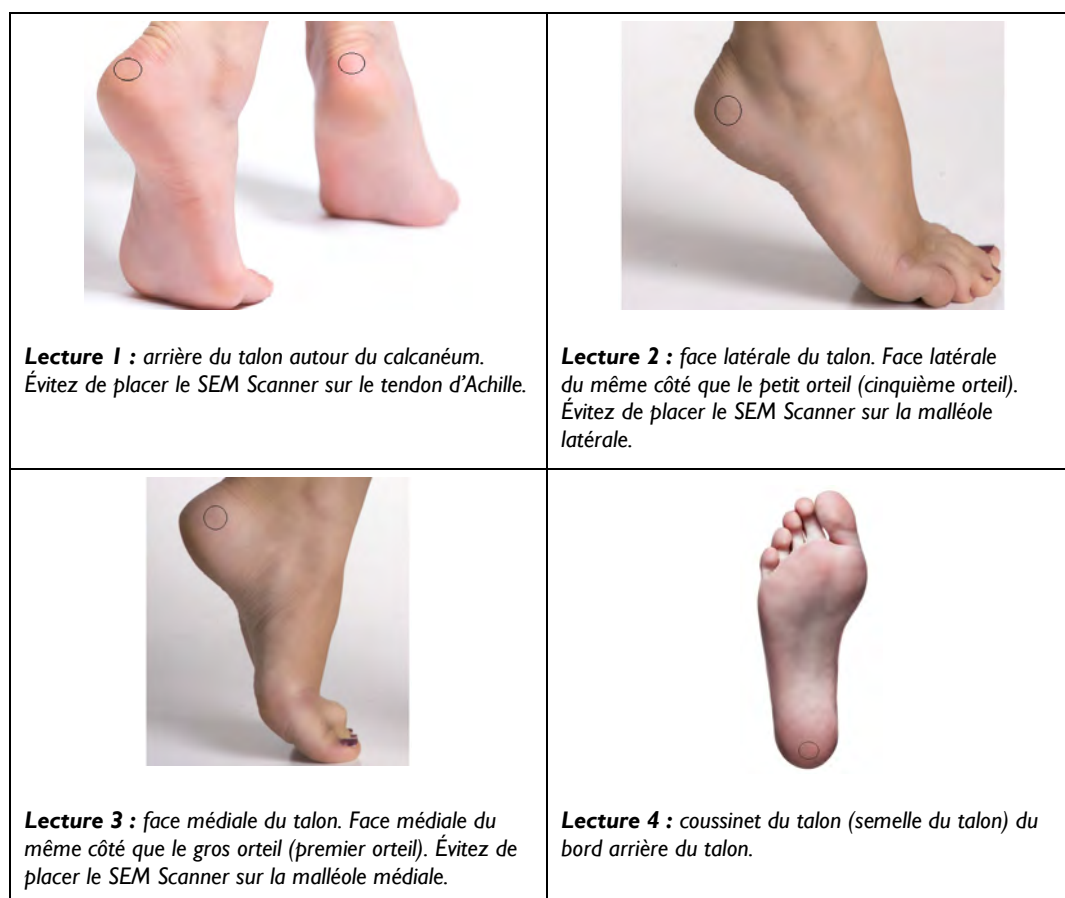 Lecture 1 : arrière du talon autour du calcanéum.
Évitez de placer le SEM Scanner sur le tendon d’Achille.
Lecture 2 : face latérale du talon. Face latérale
du même côté que le petit orteil (cinquième orteil).
Évitez de placer le SEM Scanner sur la malléole
latérale.
Lecture 3 : face médiale du talon. Face médiale du
même côté que le gros orteil (premier orteil). Évitez de
placer le SEM Scanner sur la malléole médiale.
Lecture 4 : coussinet du talon (semelle du talon) du
bord arrière du talon.